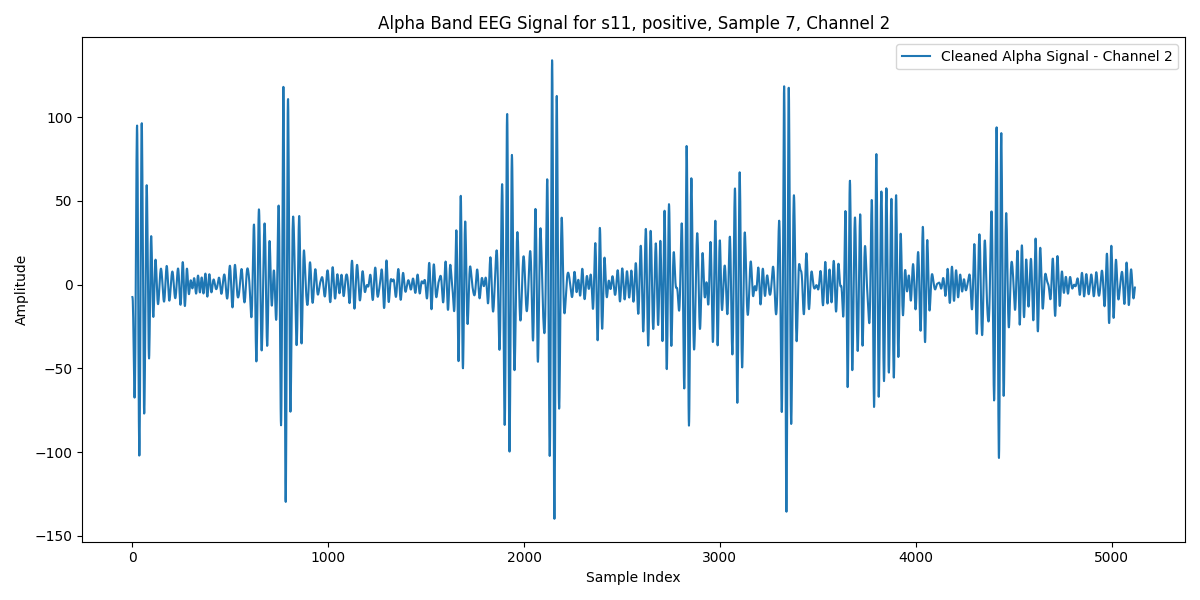 Alpha Band EEG Signal for s11, positive, Sample 7, Channel 2
Cleaned Alpha Signal - Channel 2
Amplitude
100
50
0
−50
−100
−150
0 1000 2000 3000 4000 5000
Sample Index